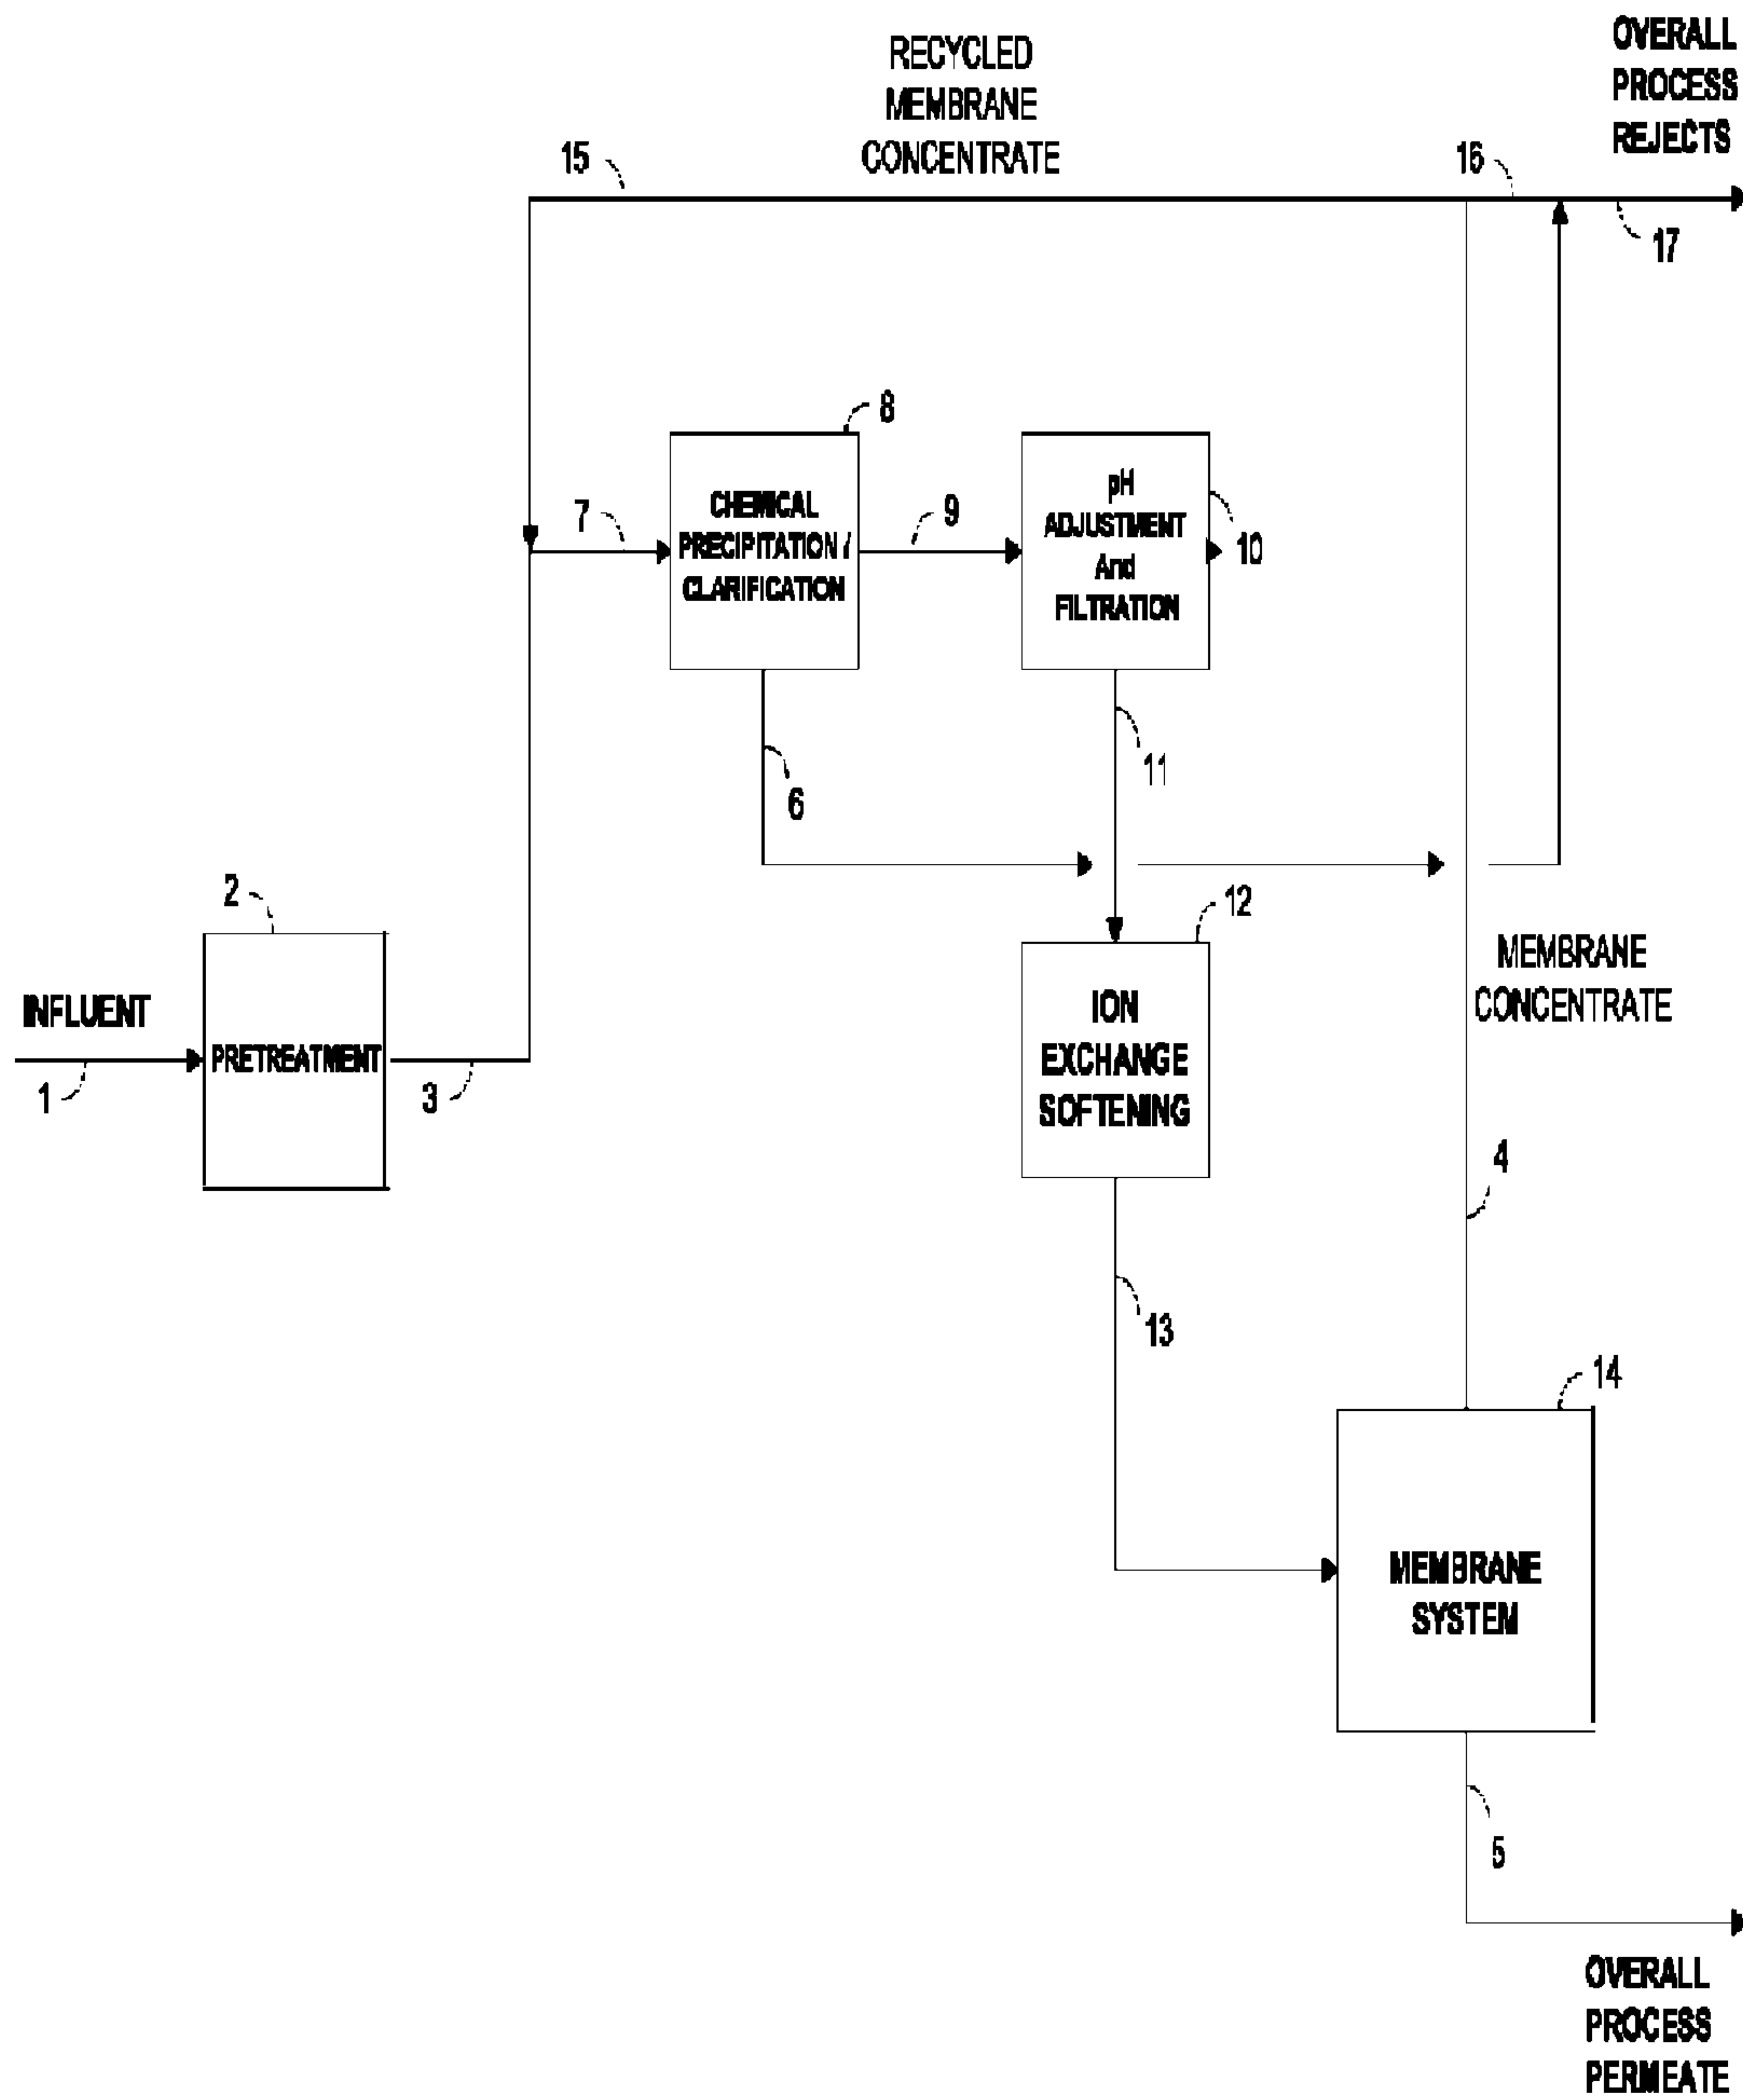 OVERALL
PROCESS
REJECTS
RECYCLED
MEMBRANE
CONCENTRATE
15
16
17
8
CHEMICAL
PRECIPITATION /
CLARIFICATION
7
9
pH
ADJUSTMENT
And
FILTRATION
10
6
11
2
12
INFLUENT
PRETREATMENT
1
3
ION
EXCHANGE
SOFTENING
MEMBRANE
CONCENTRATE
4
13
14
MEMBRANE
SYSTEM
5
OVERALL
PROCESS
PERMEATE